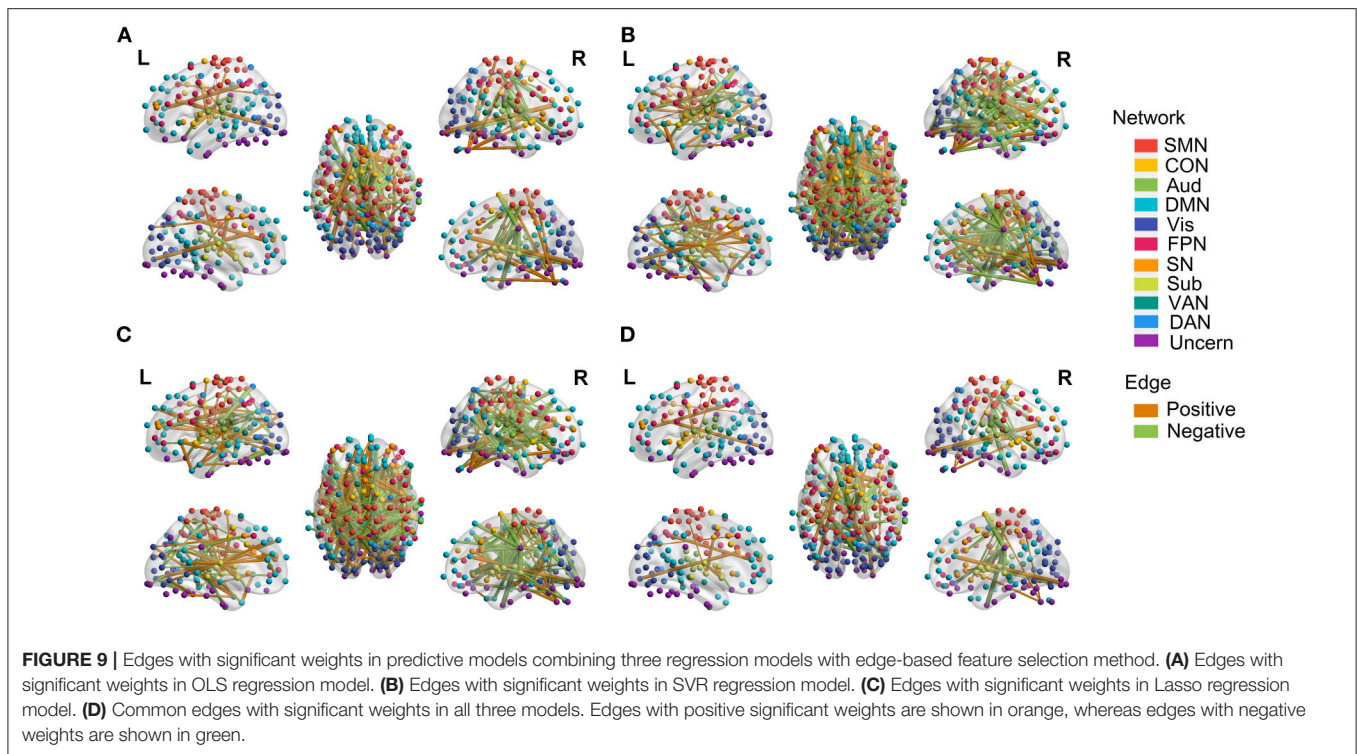 A
B
L
R
L
R
C
D
L
R
L
R
Network
SMN
CON
Aud
DMN
Vis
FPN
SN
Sub
VAN
DAN
Uncern
Edge
Positive
Negative
FIGURE 9 | Edges with significant weights in predictive models combining three regression models with edge-based feature selection method. (A) Edges with
significant weights in OLS regression model. (B) Edges with significant weights in SVR regression model. (C) Edges with significant weights in Lasso regression
model. (D) Common edges with significant weights in all three models. Edges with positive significant weights are shown in orange, whereas edges with negative
weights are shown in green.